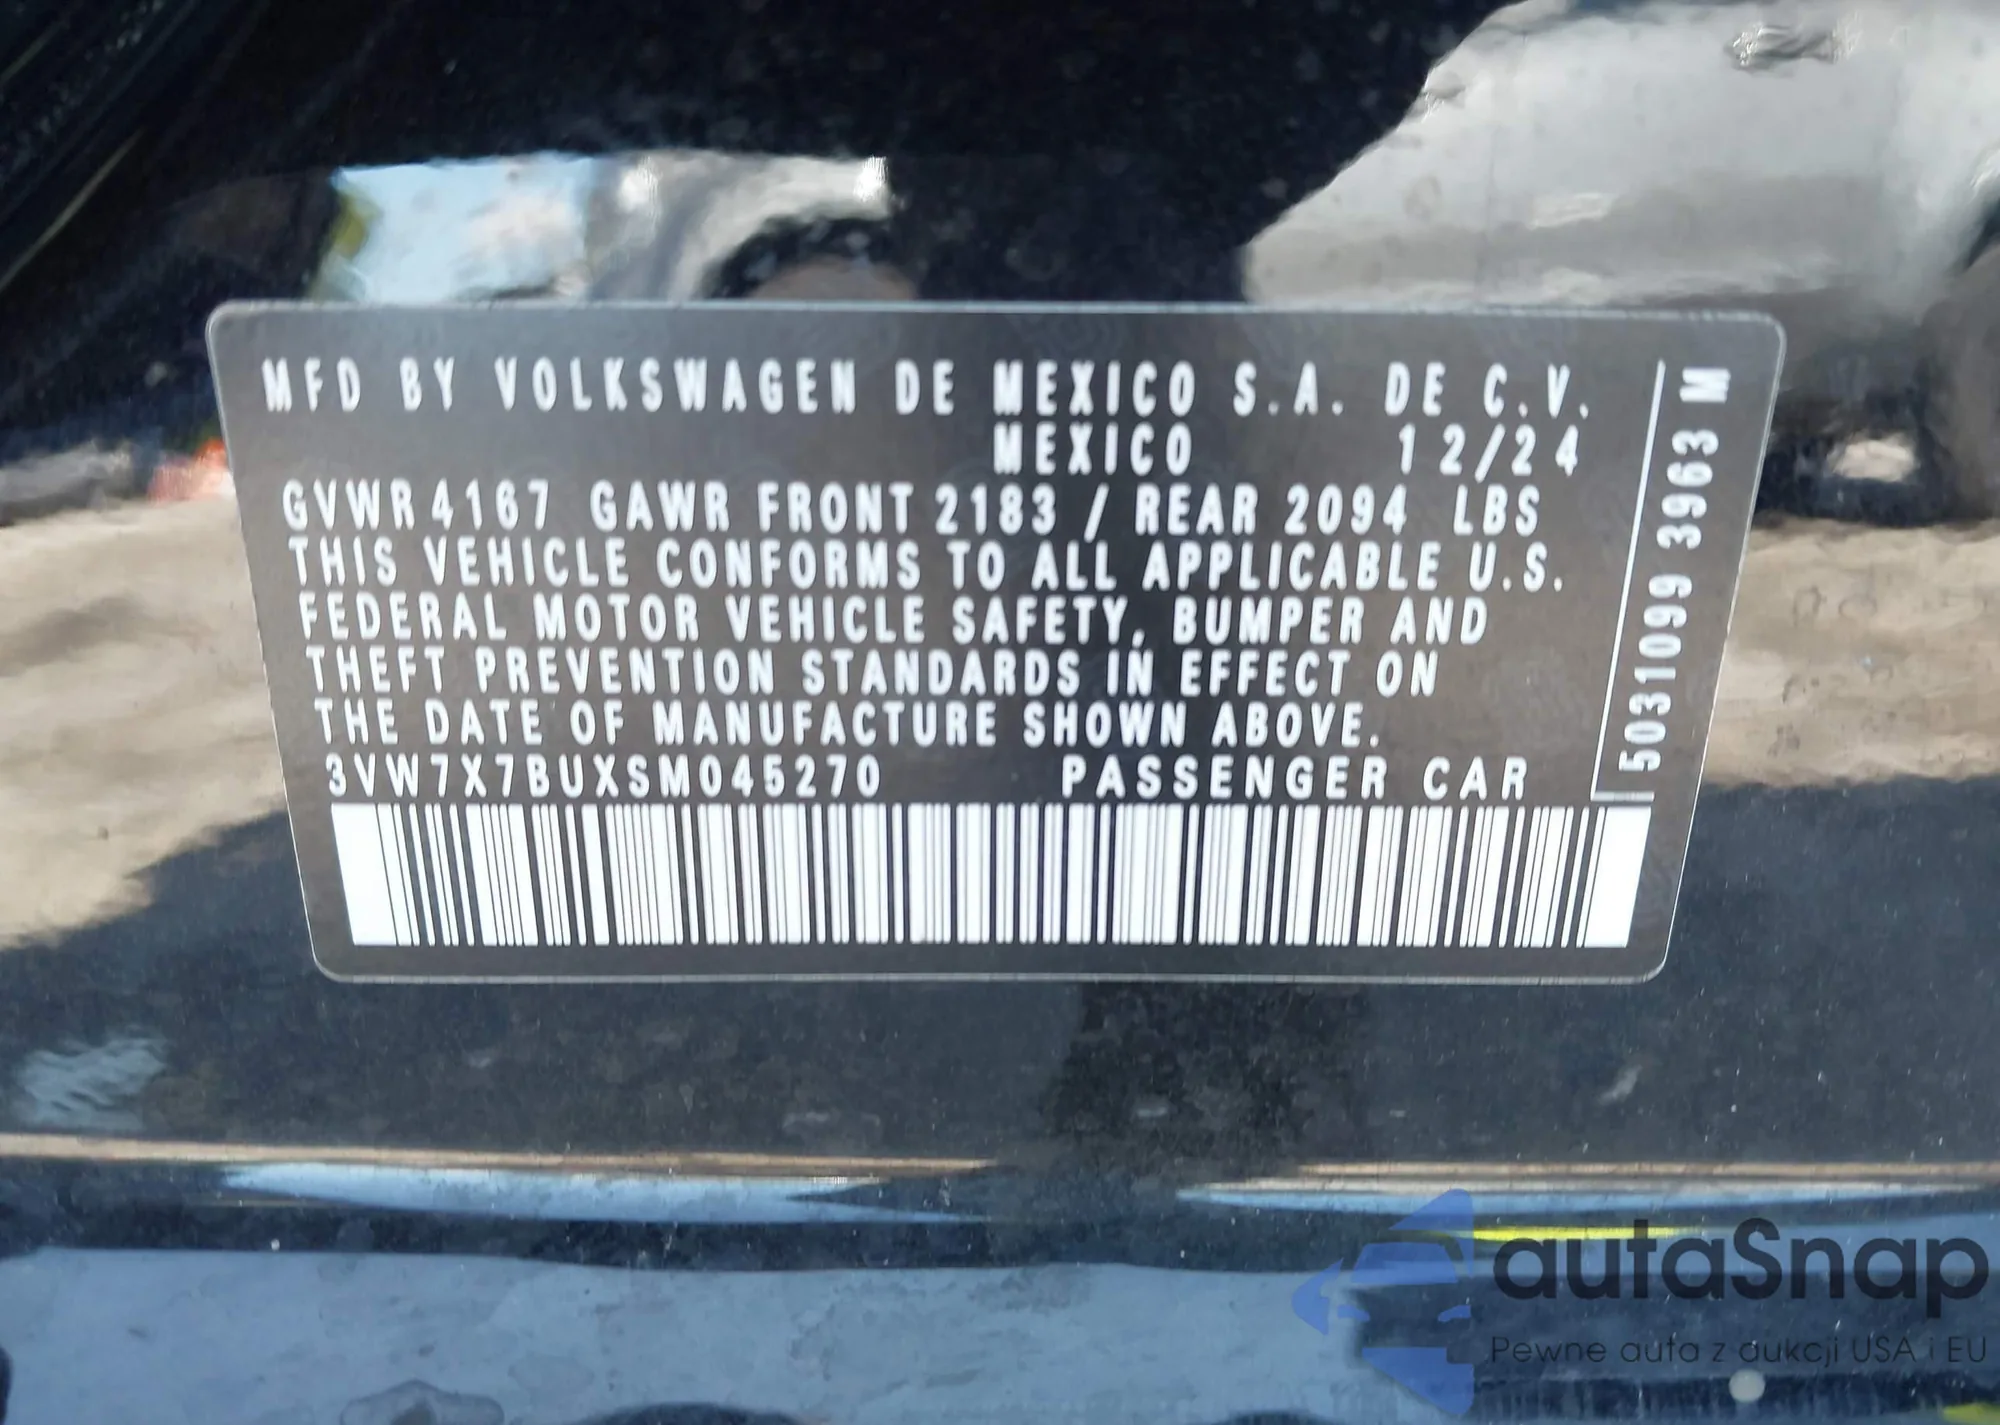 MFD BY VOLKSWAGEN DE MEXICO S.A. DE C.V.
MEXICO 12/24
GVWR 4167 GAWR FRONT 2183 / REAR 2094 LBS
THIS VEHICLE CONFORMS TO ALL APPLICABLE U.S.
FEDERAL MOTOR VEHICLE SAFETY, BUMPER AND
THEFT PREVENTION STANDARDS IN EFFECT ON
THE DATE OF MANUFACTURE SHOWN ABOVE.
3VW7X7BUXSM045270 PASSENGER CAR
5031099 3963 M
autaSnap
Pewne auta z aukcji USA i EU